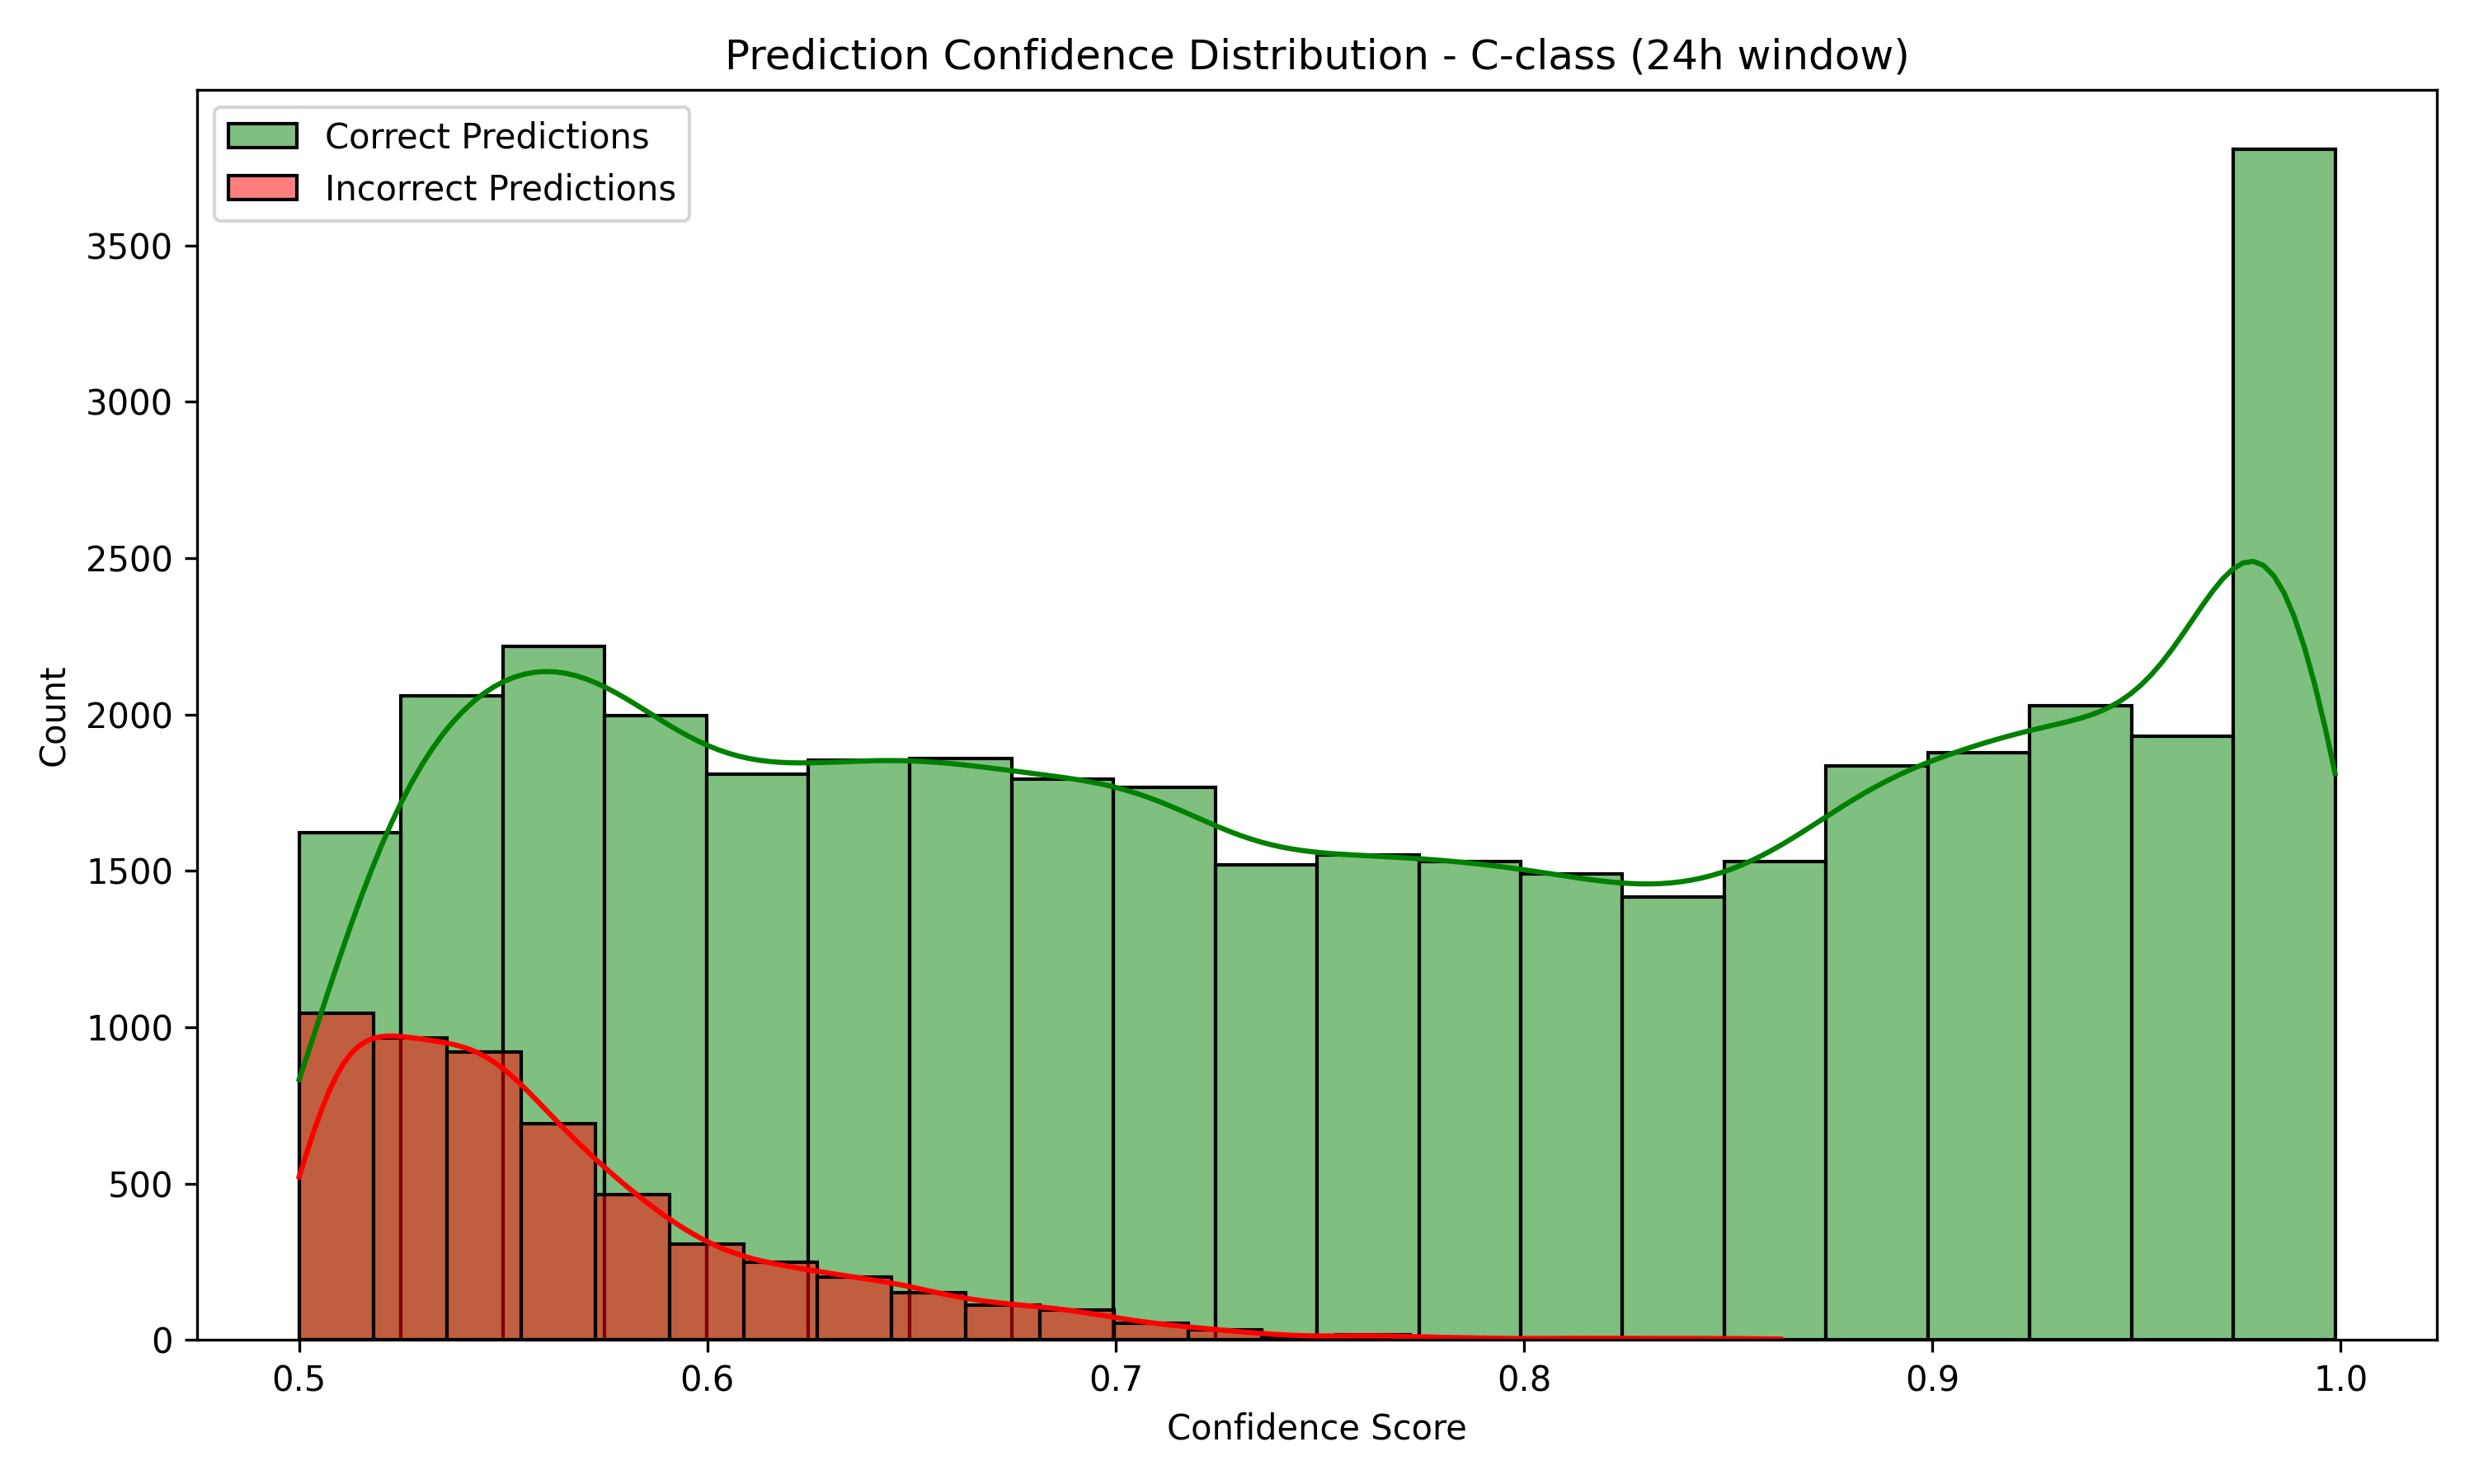 Prediction Confidence Distribution - C-class (24h window)
Correct Predictions
Incorrect Predictions
3500
3000
2500
2000
1500
1000
500
0
Count
0.5 0.6 0.7 0.8 0.9 1.0
Confidence Score